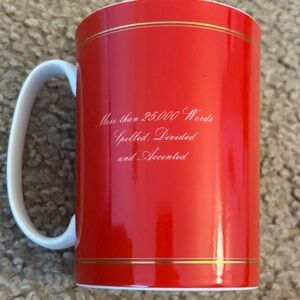 More than 25,000 Words
Spelled, Divided
and Accented